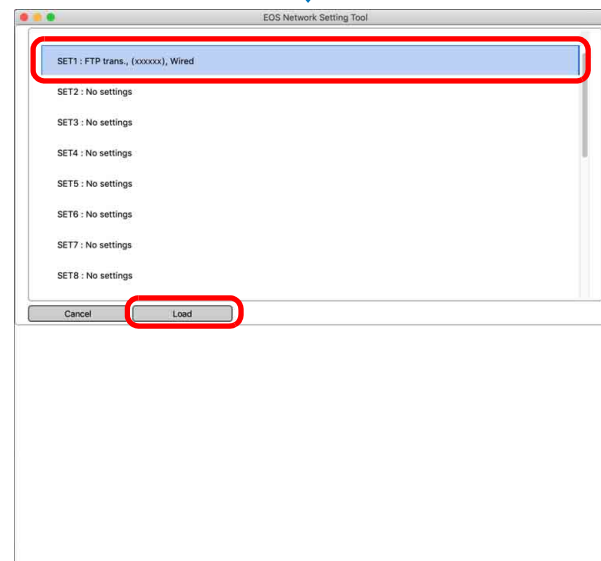 EOS Network Setting Tool
SET1 : FTP trans., (xxxxxx), Wired
SET2 : No settings
SET3 : No settings
SET4 : No settings
SET5 : No settings
SET6 : No settings
SET7 : No settings
SET8 : No settings
Cancel Load